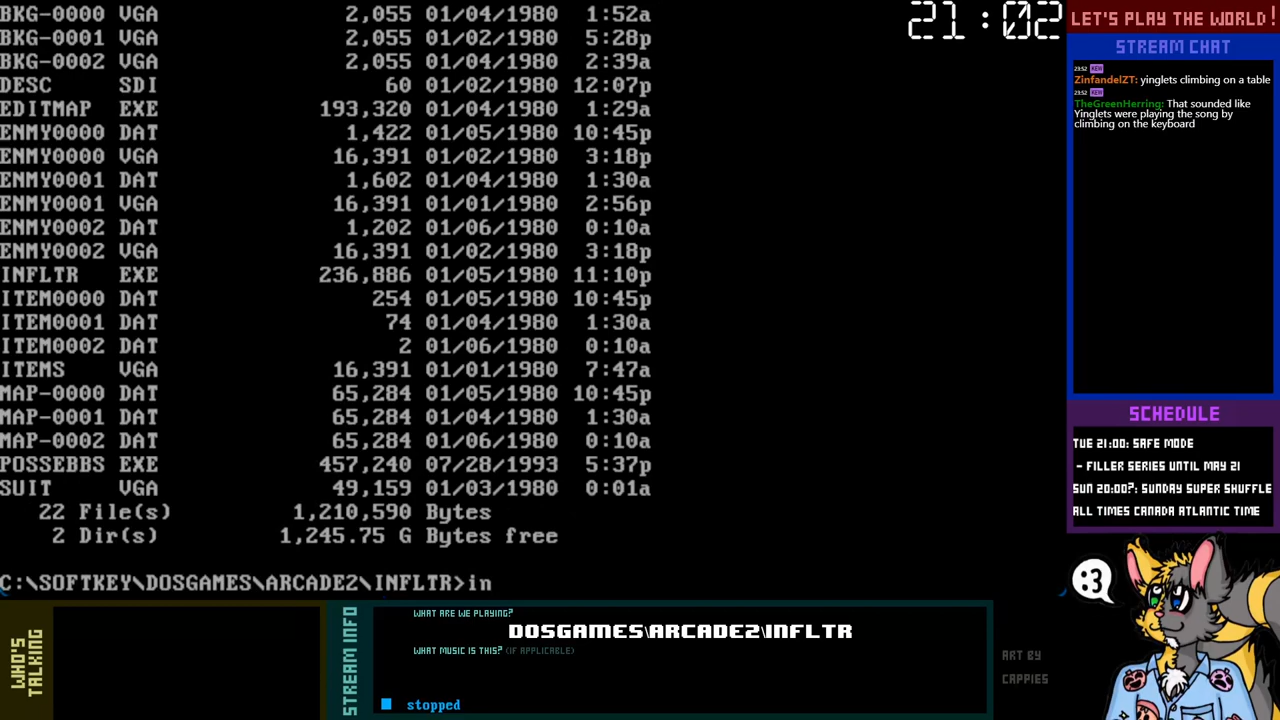 BKG-0000 VGA 2,055 01/04/1980 1:52a
BKG-0001 VGA 2,055 01/02/1980 5:28p
BKG-0002 VGA 2,055 01/04/1980 2:39a
DESC SDI 60 01/02/1980 12:07p
EDITMAP EXE 193,320 01/04/1980 1:29a
ENMY0000 DAT 1,422 01/05/1980 10:45p
ENMY0000 VGA 16,391 01/02/1980 3:18p
ENMY0001 DAT 1,602 01/04/1980 1:30a
ENMY0001 VGA 16,391 01/01/1980 2:56p
ENMY0002 DAT 1,202 01/06/1980 0:10a
ENMY0002 VGA 16,391 01/02/1980 3:18p
INFLTR EXE 236,886 01/05/1980 11:10p
ITEM0000 DAT 254 01/05/1980 10:45p
ITEM0001 DAT 74 01/04/1980 1:30a
ITEM0002 DAT 2 01/06/1980 0:10a
ITEMS VGA 16,391 01/01/1980 7:47a
MAP-0000 DAT 65,284 01/05/1980 10:45p
MAP-0001 DAT 65,284 01/04/1980 1:30a
MAP-0002 DAT 65,284 01/06/1980 0:10a
POSSEBBS EXE 457,240 07/28/1993 5:37p
SUIT VGA 49,159 01/03/1980 0:01a
22 File(s) 1,210,590 Bytes
2 Dir(s) 1,245.75 G Bytes free
C:\SOFTKEY\DOSGAMES\ARCADE2\INFLTR>in
21:02
LET'S PLAY THE WORLD!
STREAM CHAT
23:52 NEW
ZinfandelZT: yinglets climbing on a table
23:52 NEW
TheGreenHerring: That sounded like
Yinglets were playing the song by
climbing on the keyboard
SCHEDULE
TUE 21:00: SAFE MODE
- FILLER SERIES UNTIL MAY 21
SUN 20:00?: SUNDAY SUPER SHUFFLE
ALL TIMES CANADA ATLANTIC TIME
:3
WHO'S
TALKING
STREAM INFO
WHAT ARE WE PLAYING?
DOSGAMES\ARCADE2\INFLTR
WHAT MUSIC IS THIS? (IF APPLICABLE)
stopped
ART BY
CAPPIES